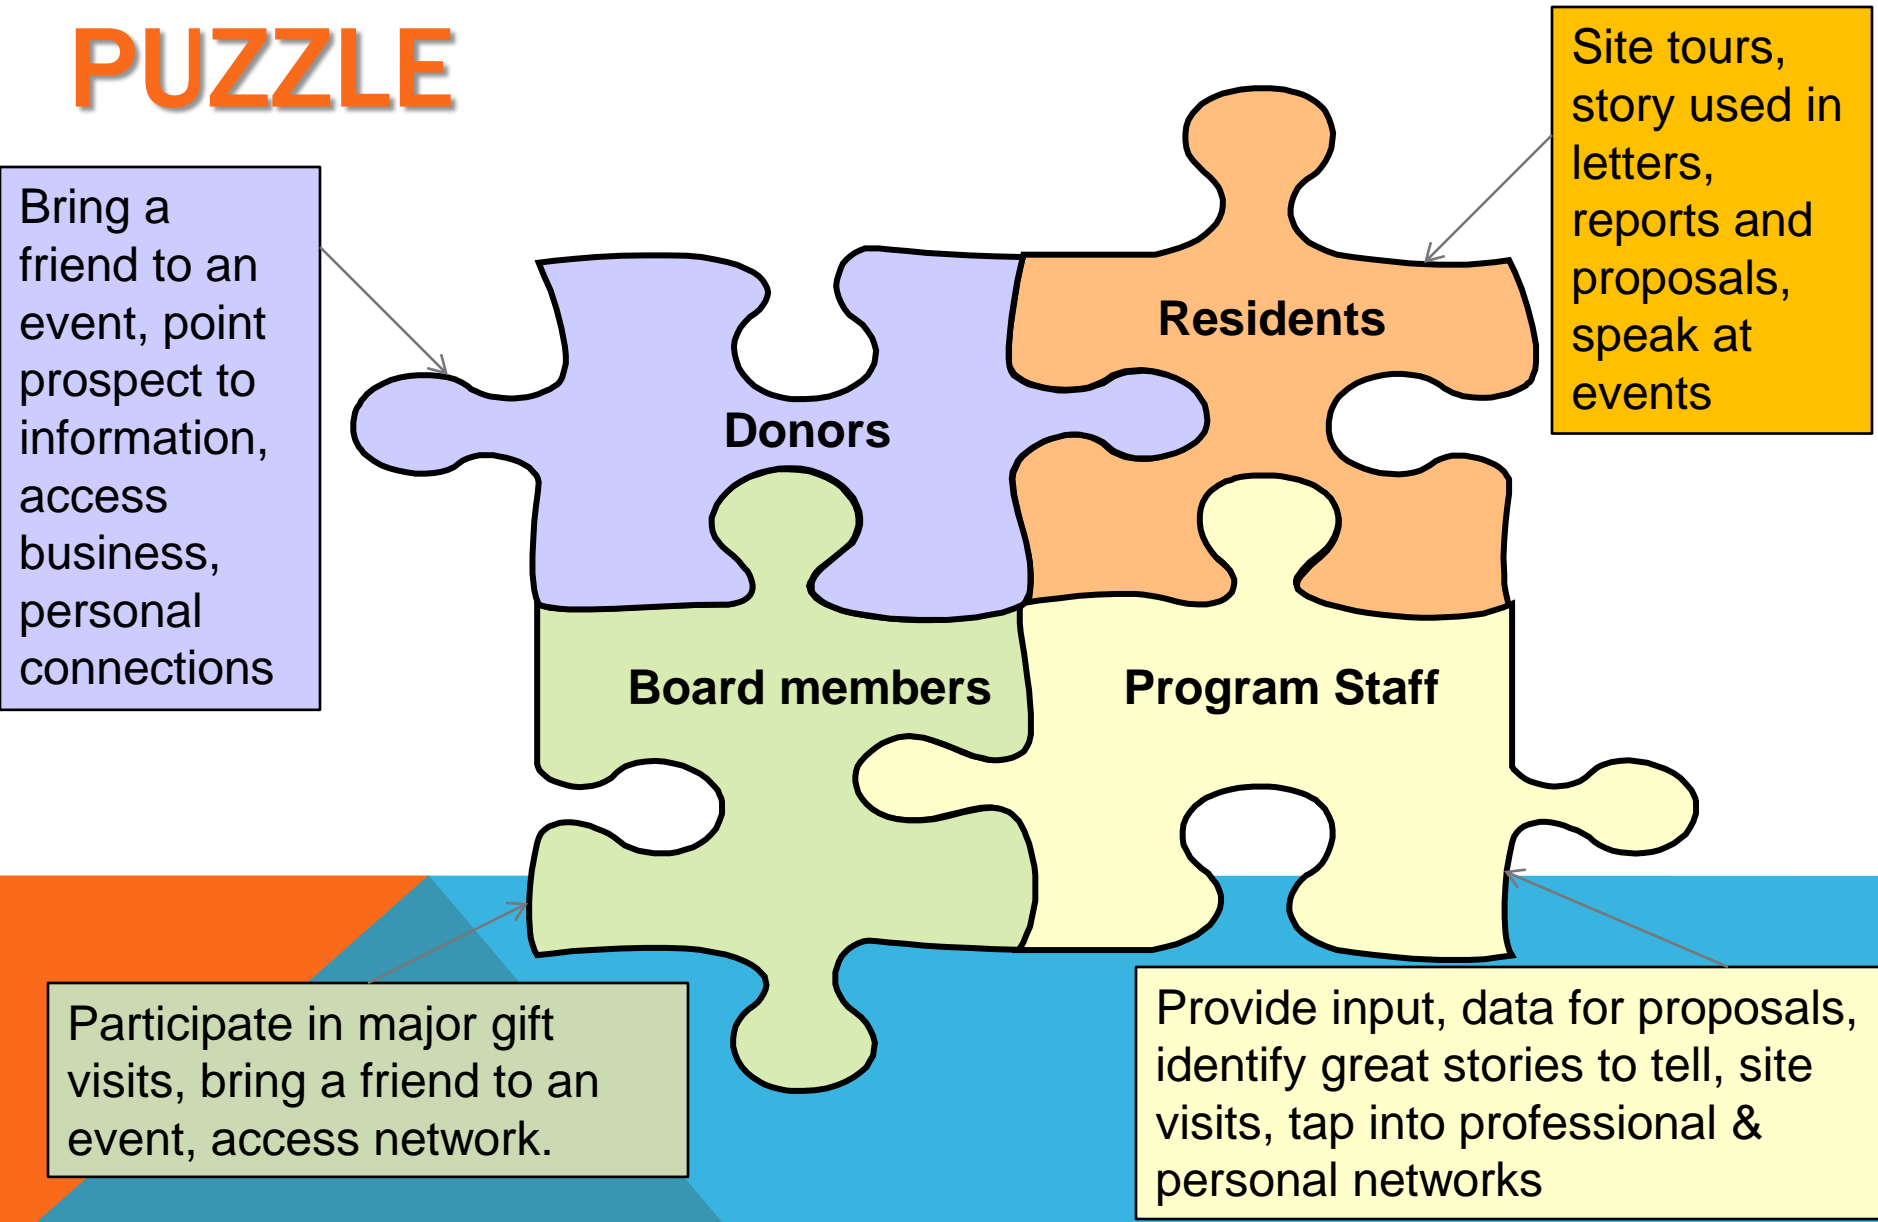 PUZZLE
Bring a
friend to an
event, point
prospect to
information,
access
business,
personal
connections
Site tours,
story used in
letters,
reports and
proposals,
speak at
events
Residents
Donors
Board members
Program Staff
Participate in major gift
visits, bring a friend to an
event, access network.
Provide input, data for proposals,
identify great stories to tell, site
visits, tap into professional &
personal networks